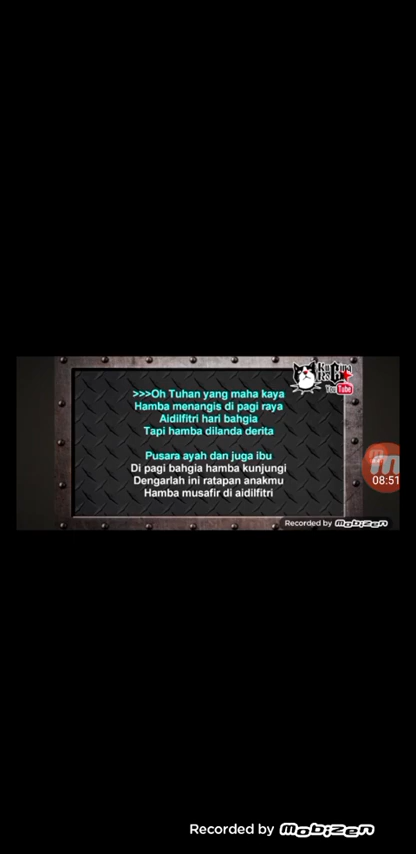 >>>Oh Tuhan yang maha kaya
Hamba menangis di pagi raya
Aidilfitri hari bahgia
Tapi hamba dilanda derita
Pusara ayah dan juga ibu
Di pagi bahgia hamba kunjungi
Dengarlah ini ratapan anakmu
Hamba musafir di aidilfitri
YouTube
08:51
Recorded by Mobizen
Recorded by Mobizen